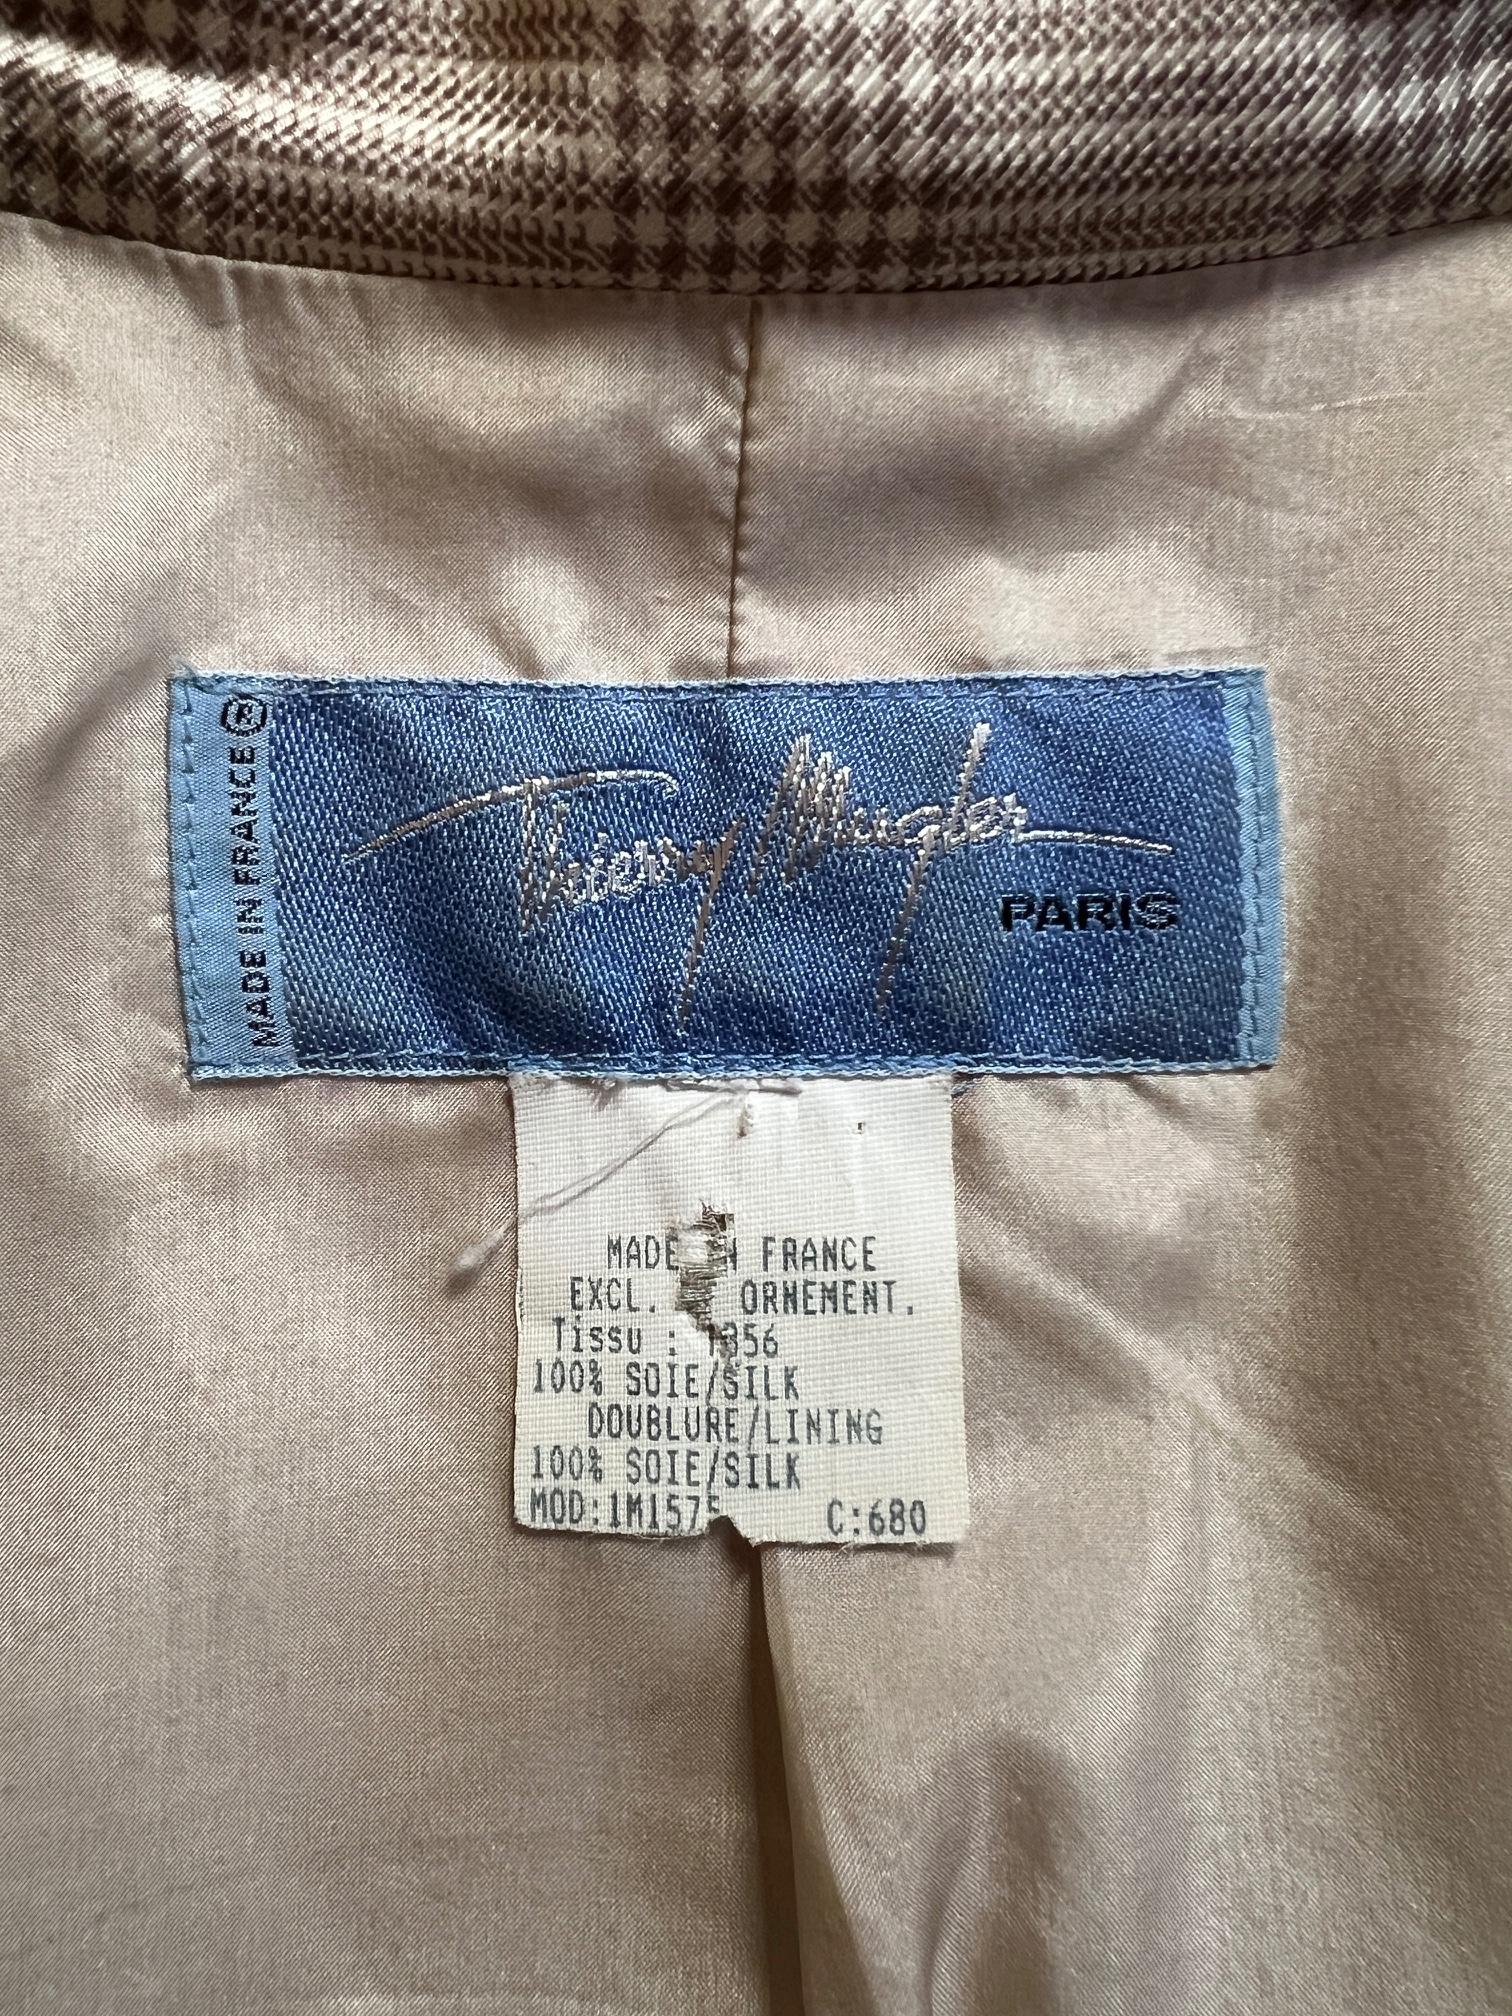 MADE IN FRANCE ®
Thierry Mugler
PARIS
MADE IN FRANCE
EXCL. ORNEMENT.
Tissu :
100% SOIE/SILK
DOUBLURE/LINING
100% SOIE/SILK
MOD:1M1575 C:680